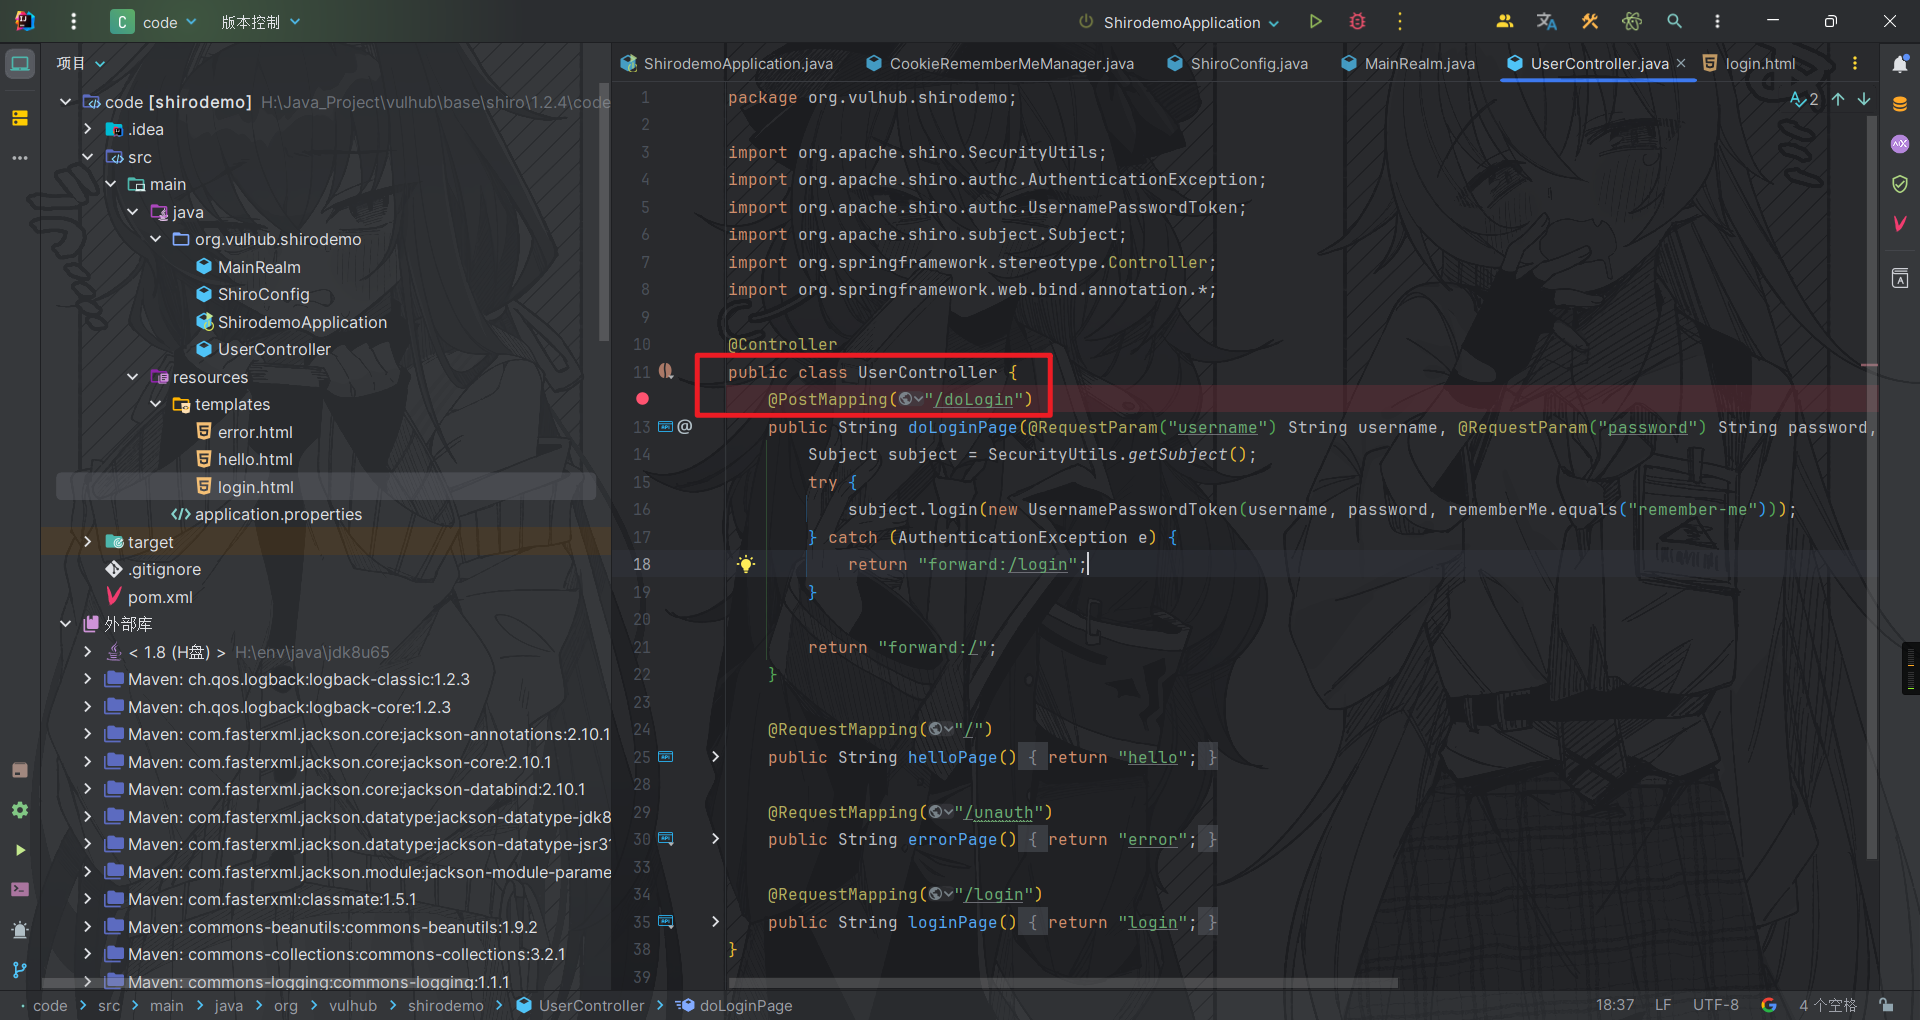 C code 版本控制 ShirodemoApplication
项目
ShirodemoApplication.java CookieRememberMeManager.java ShiroConfig.java MainRealm.java UserController.java login.html
code [shirodemo] H:\Java_Project\vulhub\base\shiro\1.2.4\code
.idea
src
main
java
org.vulhub.shirodemo
MainRealm
ShiroConfig
ShirodemoApplication
UserController
resources
templates
error.html
hello.html
login.html
application.properties
target
.gitignore
pom.xml
外部库
< 1.8 (H盘) > H:\env\java\jdk8u65
Maven: ch.qos.logback:logback-classic:1.2.3
Maven: ch.qos.logback:logback-core:1.2.3
Maven: com.fasterxml.jackson.core:jackson-annotations:2.10.1
Maven: com.fasterxml.jackson.core:jackson-core:2.10.1
Maven: com.fasterxml.jackson.core:jackson-databind:2.10.1
Maven: com.fasterxml.jackson.datatype:jackson-datatype-jdk8
Maven: com.fasterxml.jackson.datatype:jackson-datatype-jsr31
Maven: com.fasterxml.jackson.module:jackson-module-parame
Maven: com.fasterxml:classmate:1.5.1
Maven: commons-beanutils:commons-beanutils:1.9.2
Maven: commons-collections:commons-collections:3.2.1
Maven: commons-logging:commons-logging:1.1.1
2
1 package org.vulhub.shirodemo;
2
3 import org.apache.shiro.SecurityUtils;
4 import org.apache.shiro.authc.AuthenticationException;
5 import org.apache.shiro.authc.UsernamePasswordToken;
6 import org.apache.shiro.subject.Subject;
7 import org.springframework.stereotype.Controller;
8 import org.springframework.web.bind.annotation.*;
9
10 @Controller
11 public class UserController {
@PostMapping("/doLogin")
13 public String doLoginPage(@RequestParam("username") String username, @RequestParam("password") String password,
14 Subject subject = SecurityUtils.getSubject();
15 try {
16 subject.login(new UsernamePasswordToken(username, password, rememberMe.equals("remember-me")));
17 } catch (AuthenticationException e) {
18 return "forward:/login";
19 }
20
21 return "forward:/";
22 }
23
24 @RequestMapping("/")
25 public String helloPage() { return "hello"; }
28
29 @RequestMapping("/unauth")
30 public String errorPage() { return "error"; }
33
34 @RequestMapping("/login")
35 public String loginPage() { return "login"; }
38 }
39
code > src > main > java > org > vulhub > shirodemo > UserController > doLoginPage
18:37 LF UTF-8 4 个空格